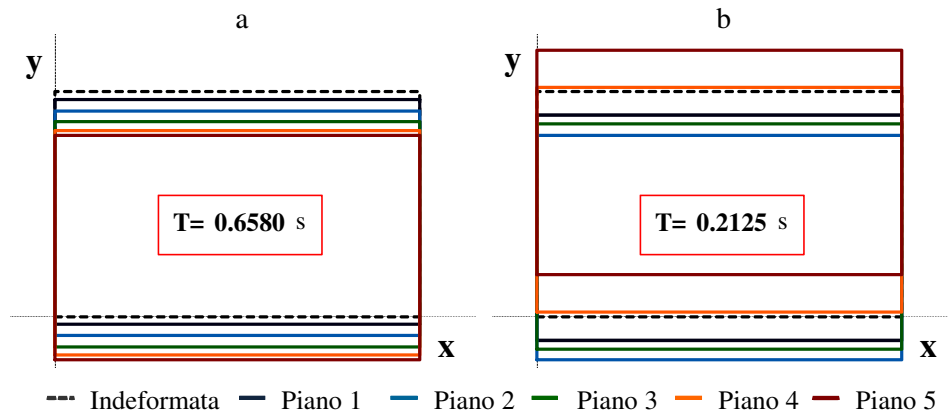 a
b
y
y
T= 0.6580 s
T= 0.2125 s
x
x
Indeformata Piano 1 Piano 2 Piano 3 Piano 4 Piano 5